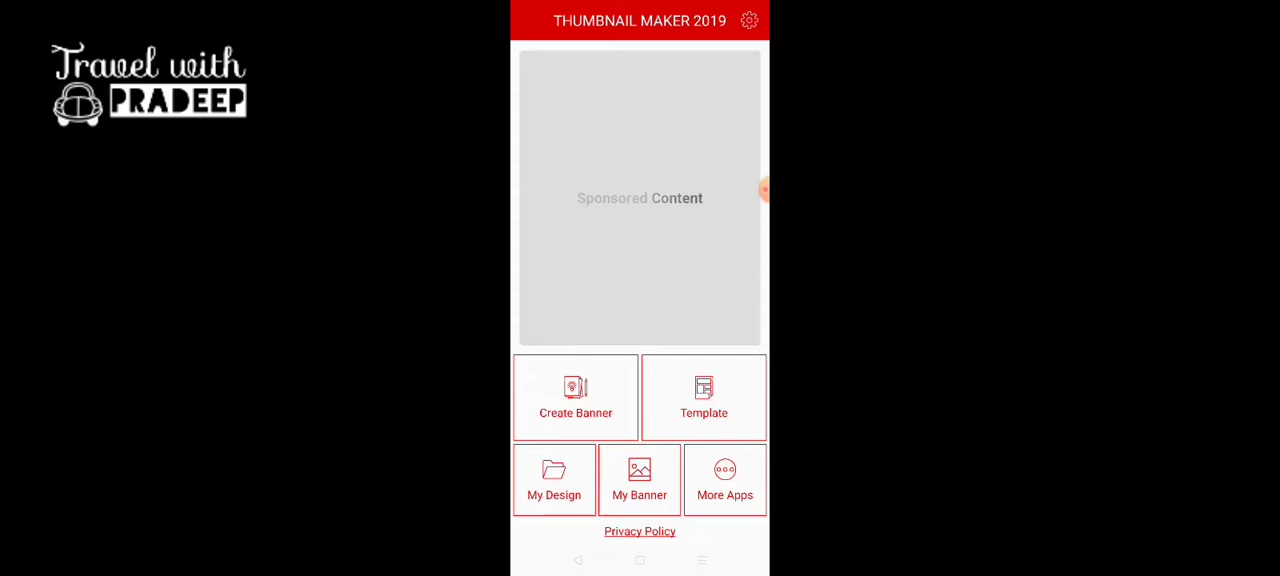 Travel with
PRADEEP
THUMBNAIL MAKER 2019
Sponsored Content
Create Banner
Template
My Design
My Banner
More Apps
Privacy Policy